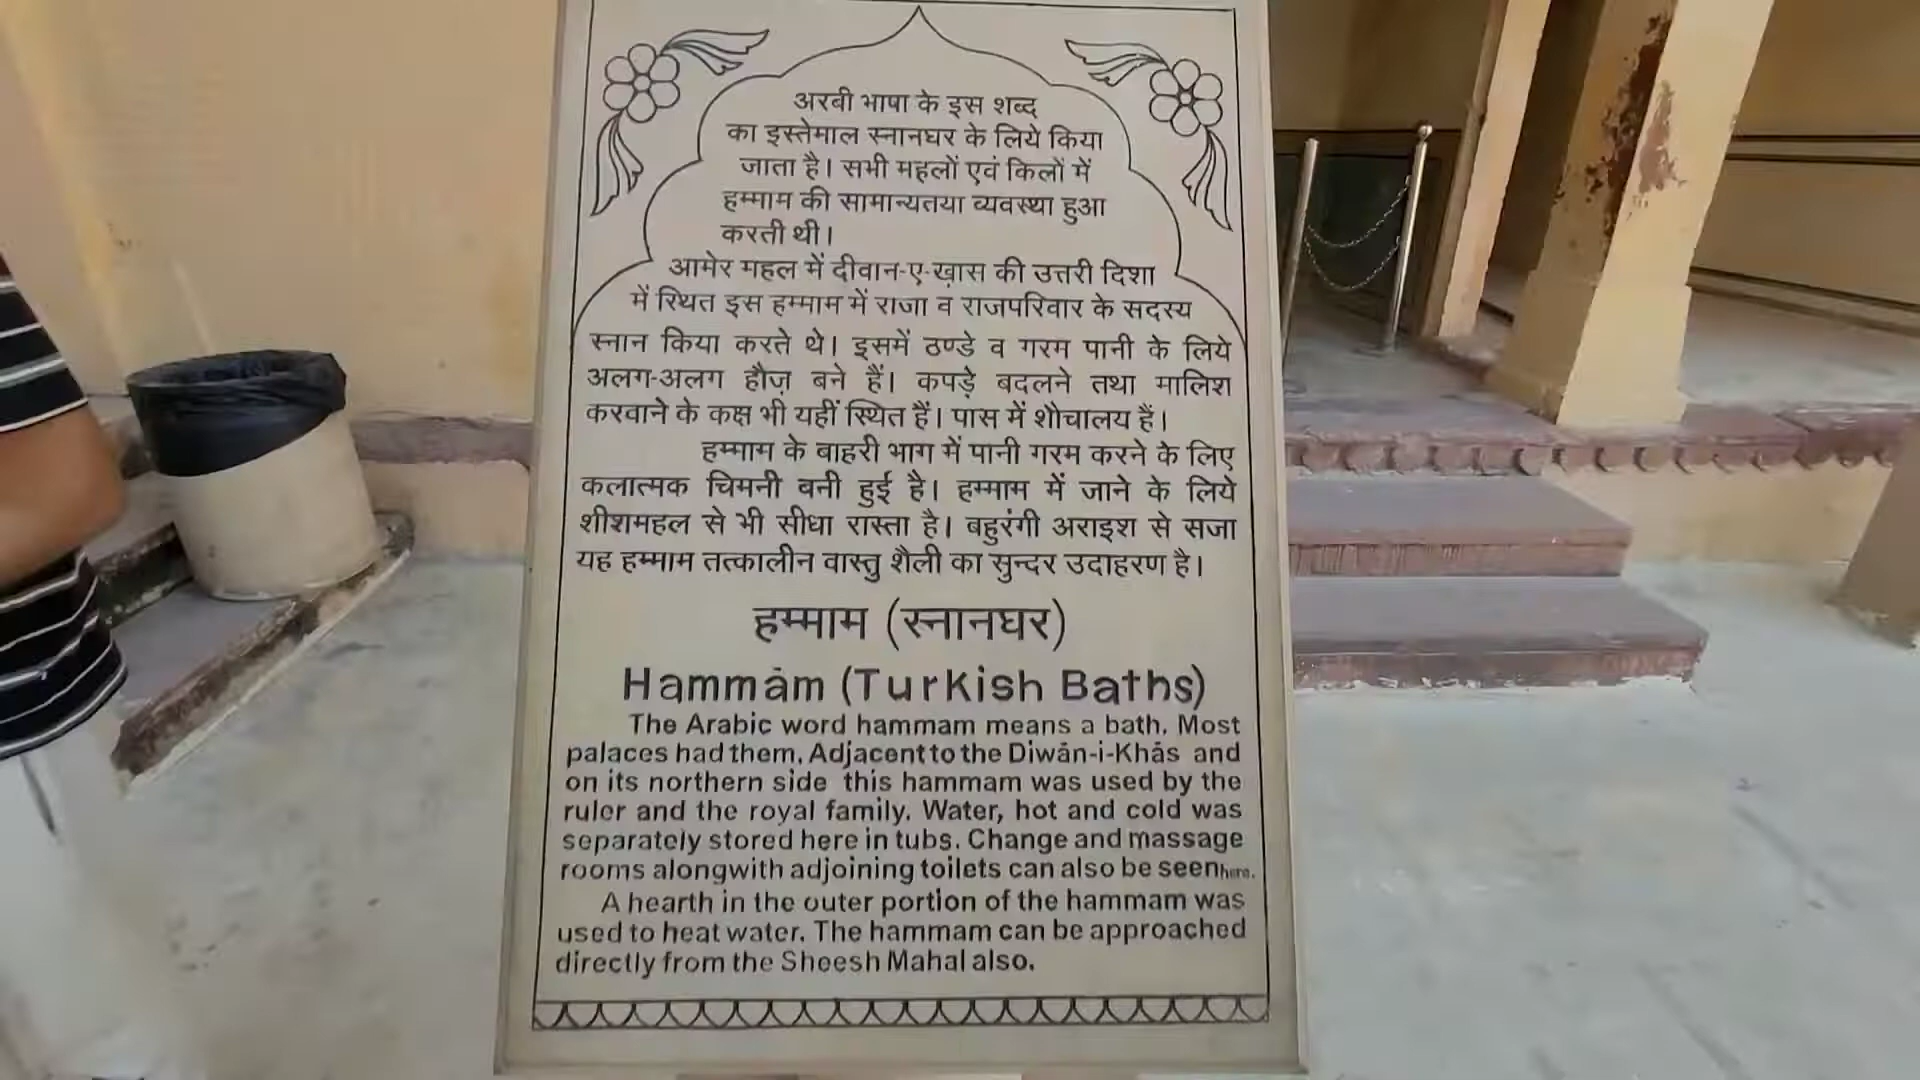 अरबी भाषा के इस शब्द
का इस्तेमाल स्नानघर के लिये किया
जाता है। सभी महलों एवं किलों में
हम्माम की सामान्यतया व्यवस्था हुआ
करती थी।
आमेर महल में दीवान-ए-ख़ास की उत्तरी दिशा
में स्थित इस हम्माम में राजा व राजपरिवार के सदस्य
स्नान किया करते थे। इसमें ठण्डे व गरम पानी के लिये
अलग-अलग हौज़ बने हैं। कपड़े बदलने तथा मालिश
करवाने के कक्ष भी यहीं स्थित हैं। पास में शौचालय हैं।
हम्माम के बाहरी भाग में पानी गरम करने के लिए
कलात्मक चिमनी बनी हुई है। हम्माम में जाने के लिये
शीशमहल से भी सीधा रास्ता है। बहुरंगी अराइश से सजा
यह हम्माम तत्कालीन वास्तु शैली का सुन्दर उदाहरण है।
हम्माम (स्नानघर)
Hammām (Turkish Baths)
The Arabic word hammam means a bath. Most
palaces had them. Adjacent to the Diwān-i-Khās and
on its northern side this hammam was used by the
ruler and the royal family. Water, hot and cold was
separately stored here in tubs. Change and massage
rooms alongwith adjoining toilets can also be seen here.
A hearth in the outer portion of the hammam was
used to heat water. The hammam can be approached
directly from the Sheesh Mahal also.